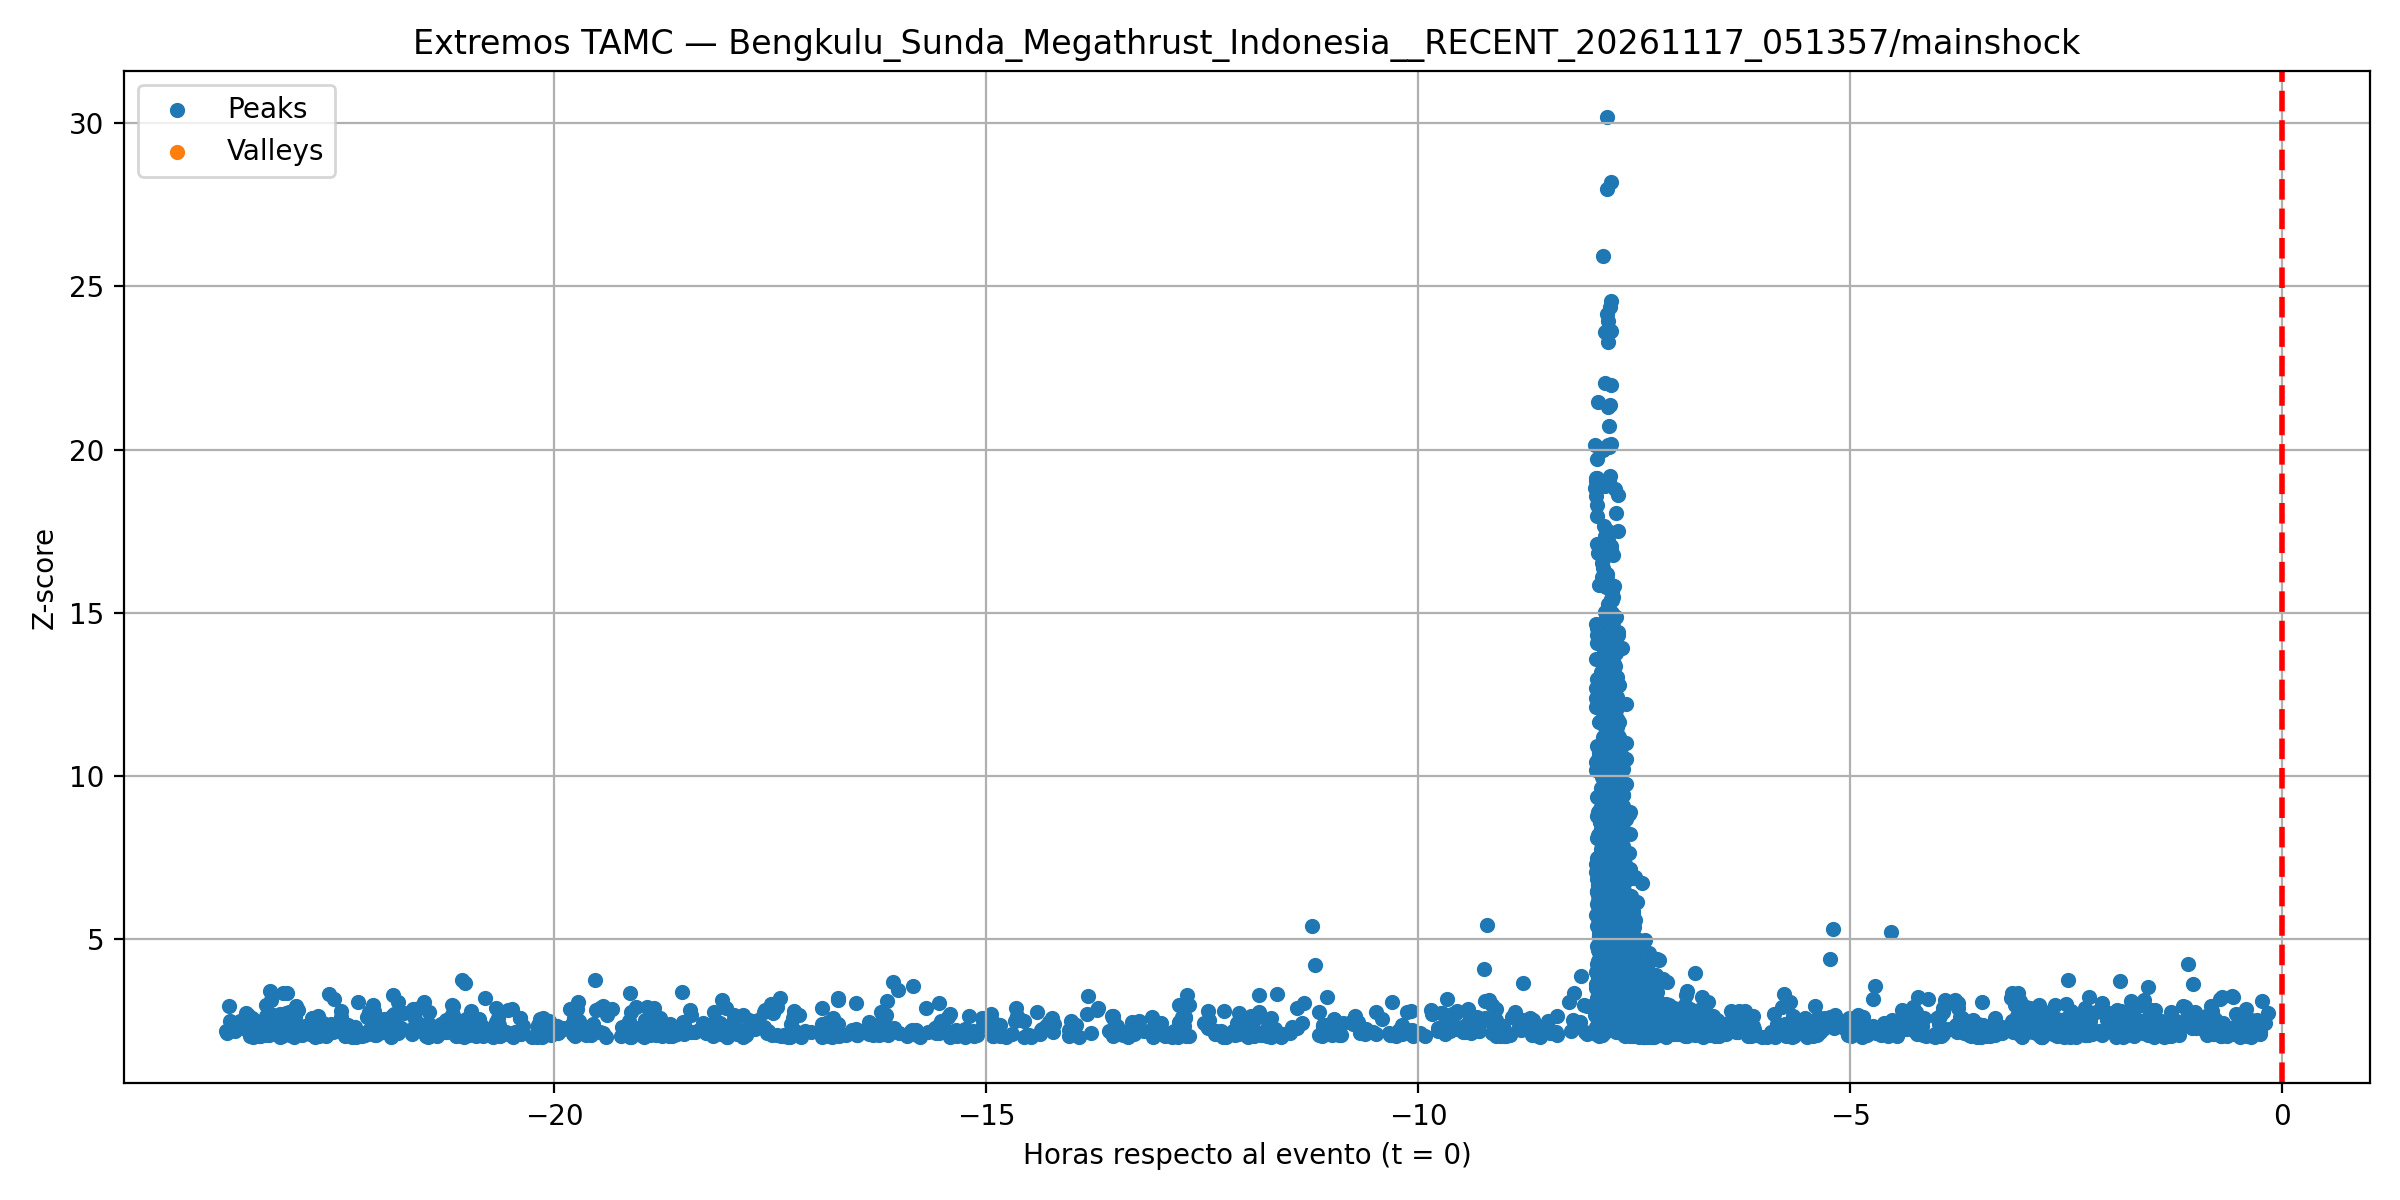 Extremos TAMC — Bengkulu_Sunda_Megathrust_Indonesia__RECENT_20261117_051357/mainshock
Peaks
Valleys
30
25
20
15
10
5
Z-score
−20
−15
−10
−5
0
Horas respecto al evento (t = 0)